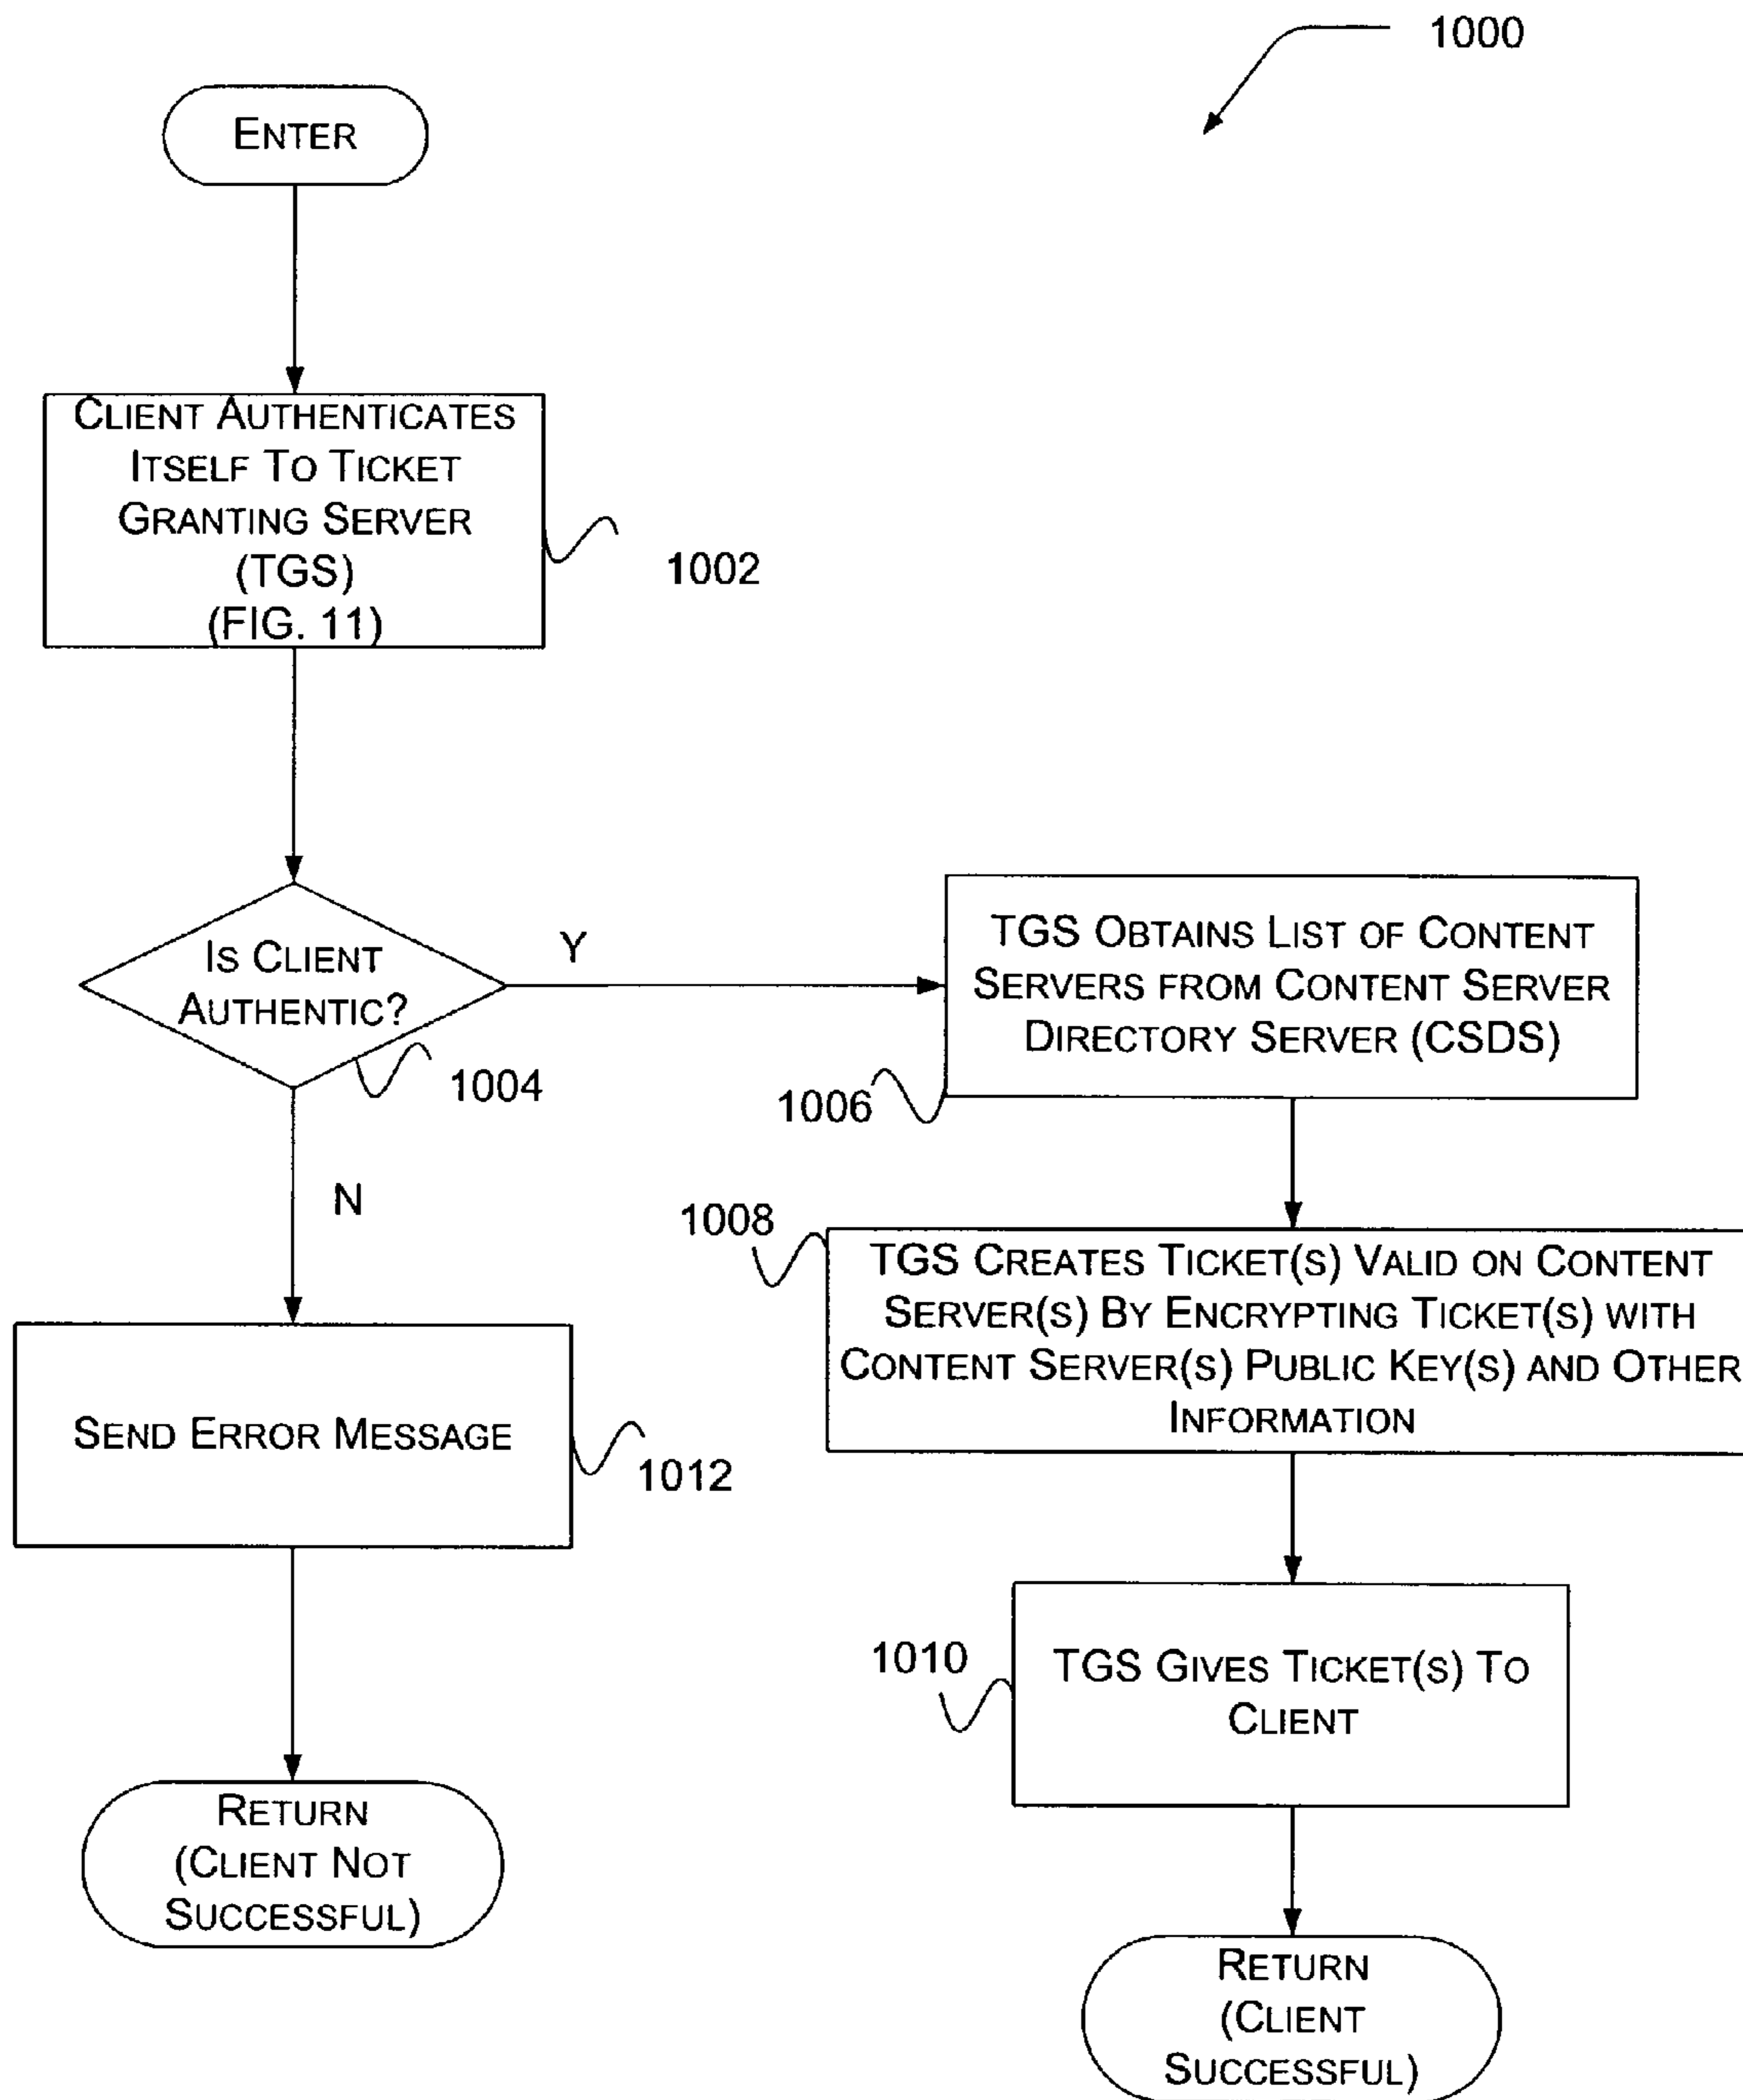 1000
ENTER
CLIENT AUTHENTICATES
ITSELF TO TICKET
GRANTING SERVER
(TGS)
(FIG. 11)
1002
IS CLIENT
AUTHENTIC?
1004
Y
N
TGS OBTAINS LIST OF CONTENT
SERVERS FROM CONTENT SERVER
DIRECTORY SERVER (CSDS)
1006
1008
TGS CREATES TICKET(S) VALID ON CONTENT
SERVER(S) BY ENCRYPTING TICKET(S) WITH
CONTENT SERVER(S) PUBLIC KEY(S) AND OTHER
INFORMATION
SEND ERROR MESSAGE
1012
1010
TGS GIVES TICKET(S) TO
CLIENT
RETURN
(CLIENT NOT
SUCCESSFUL)
RETURN
(CLIENT
SUCCESSFUL)